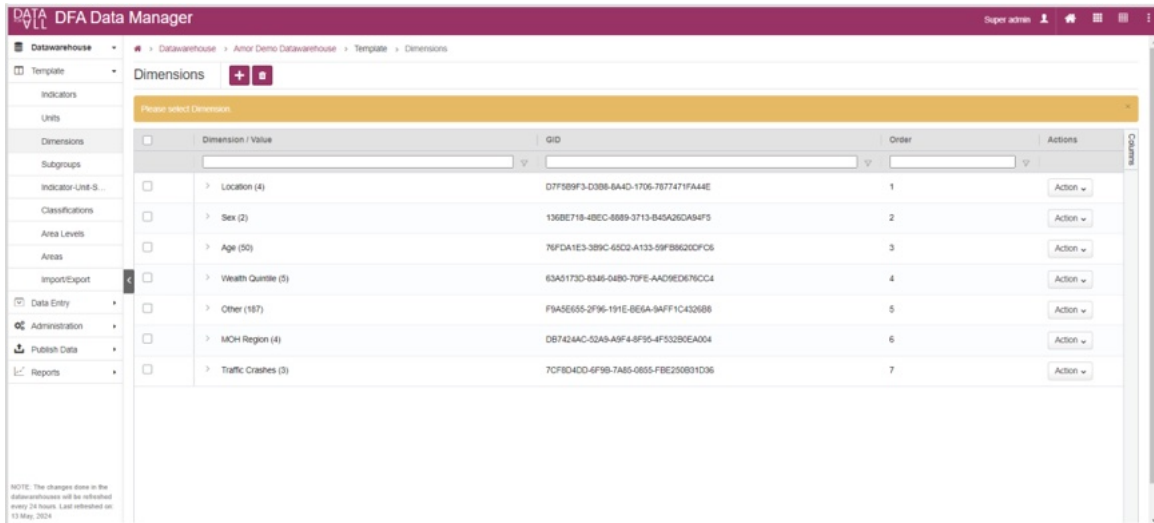 DATA FOR ALL DFA Data Manager
Super admin
Datawarehouse
Template
Indicators
Units
Dimensions
Subgroups
Indicator-Unit-S...
Classifications
Area Levels
Areas
Import/Export
Data Entry
Administration
Publish Data
Reports
NOTE: The changes done in the
datawarehouses will be refreshed
every 24 hours. Last refreshed on:
13 May, 2024
> Datawarehouse > Amor Demo Datawarehouse > Template > Dimensions
Dimensions
Please select Dimension
Dimension / Value GID Order Actions
Columns
> Location (4) D7F5B9F3-D3B8-8A4D-1706-7877471FA44E 1 Action
> Sex (2) 136BE718-4BEC-8889-3713-B45A26DA94F5 2 Action
> Age (50) 76FDA1E3-3B9C-65D2-A133-59FB8620DFC6 3 Action
> Wealth Quintile (5) 63A5173D-8346-04B0-70FE-AAD9ED676CC4 4 Action
> Other (187) F9A5E655-2F96-191E-BE6A-9AFF1C4326B8 5 Action
> MOH Region (4) DB7424AC-52A9-A9F4-8F95-4F532B0EA004 6 Action
> Traffic Crashes (3) 7CF8D4DD-6F9B-7A85-0855-FBE250B31D36 7 Action